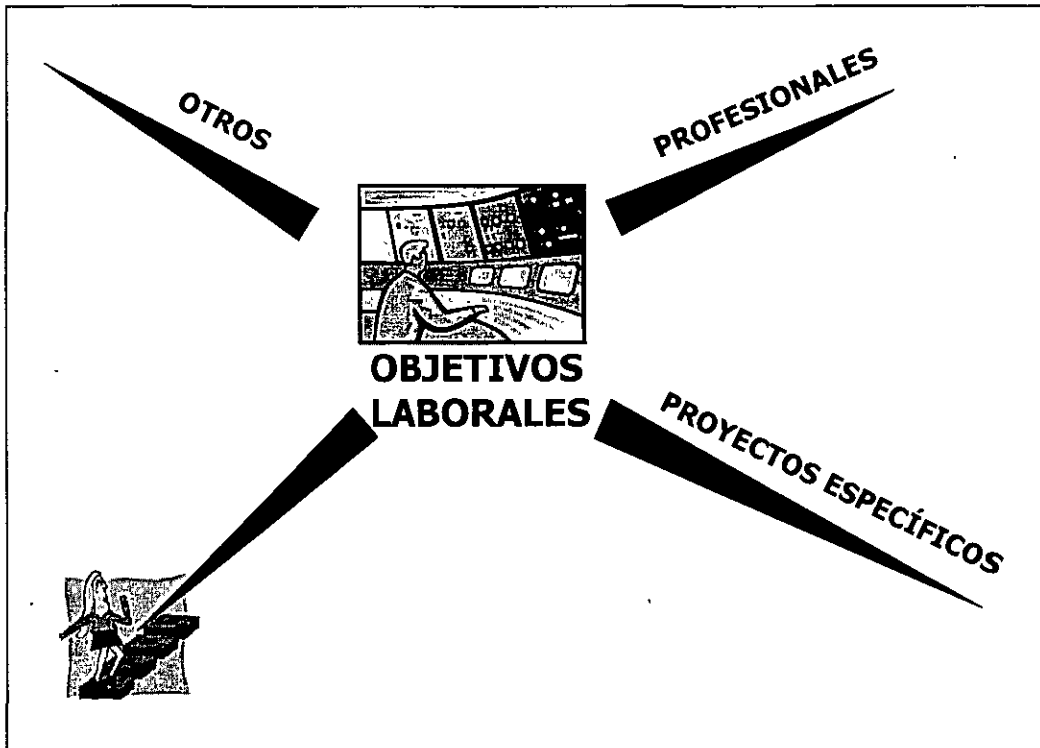 OTROS
PROFESIONALES
OBJETIVOS
LABORALES
PROYECTOS ESPECÍFICOS